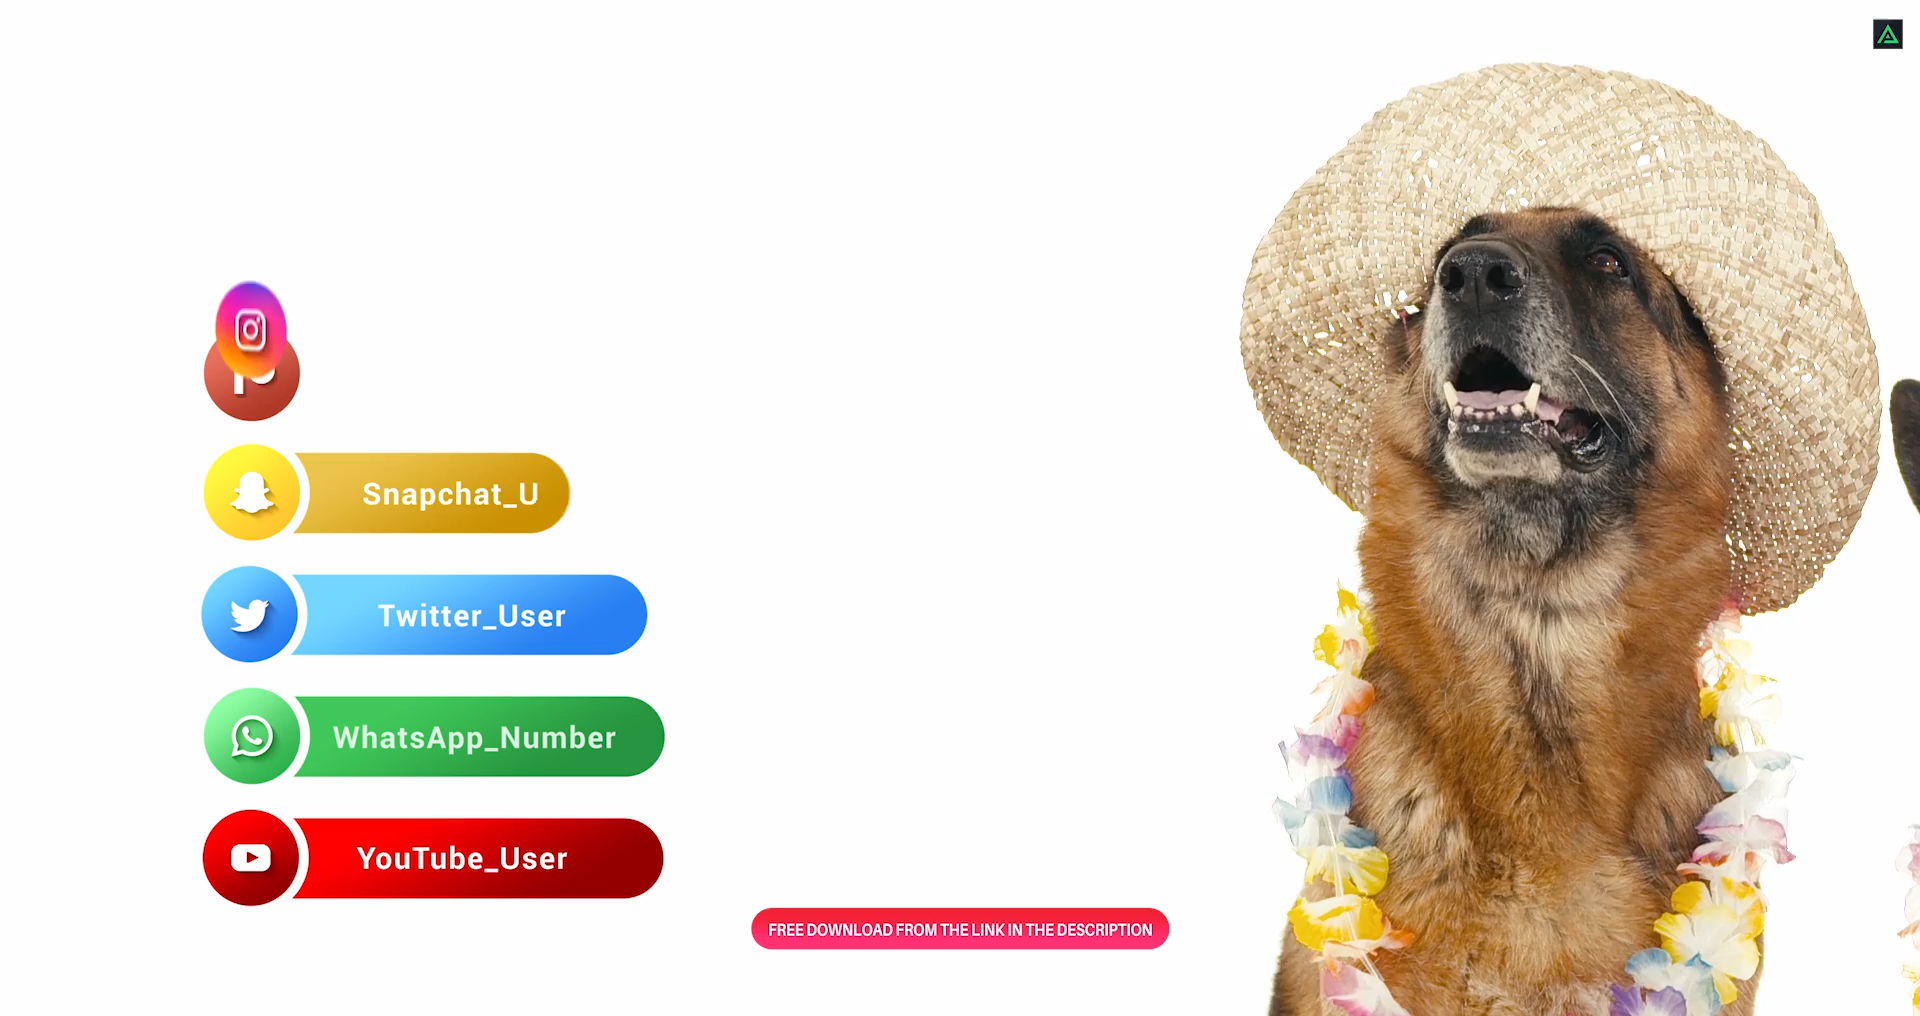 Snapchat_U
Twitter_User
WhatsApp_Number
YouTube_User
FREE DOWNLOAD FROM THE LINK IN THE DESCRIPTION